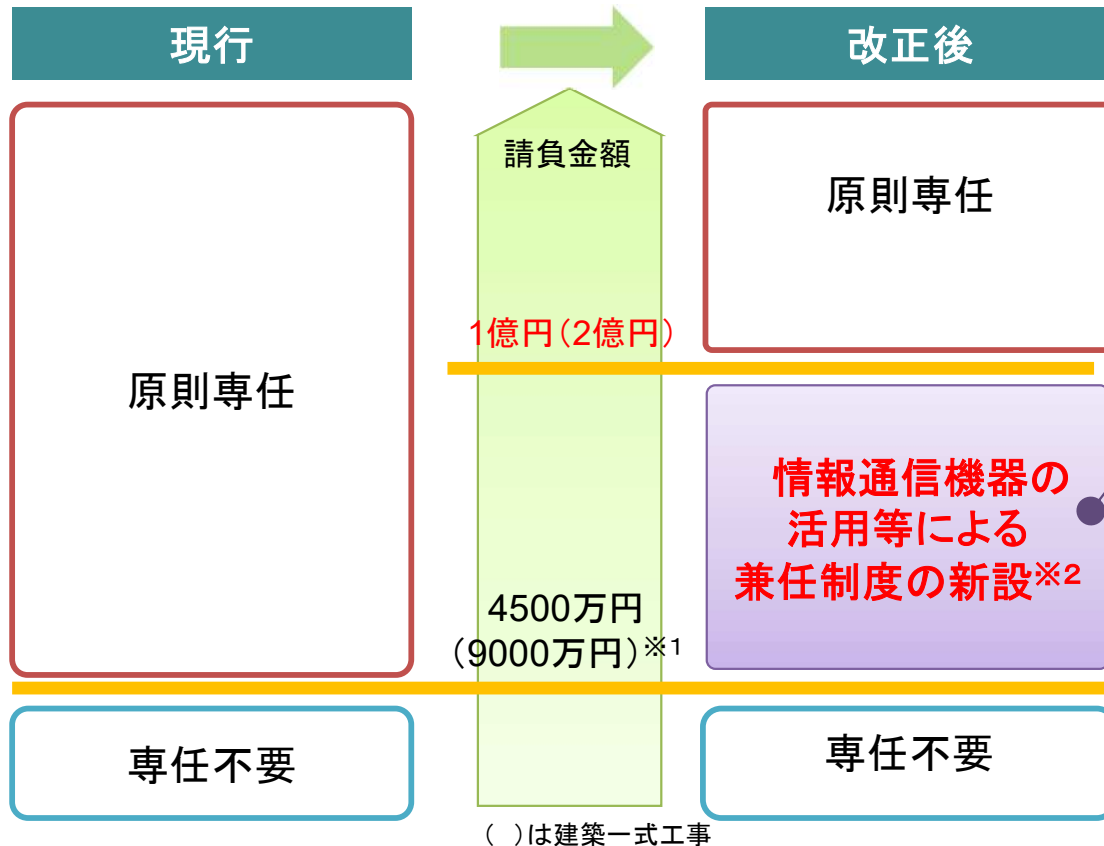 現行
改正後
請負金額
原則専任
1億円（2億円）
原則専任
情報通信機器の
活用等による
兼任制度の新設※2
4500万円
（9000万円）※1
専任不要
専任不要
（　）は建築一式工事